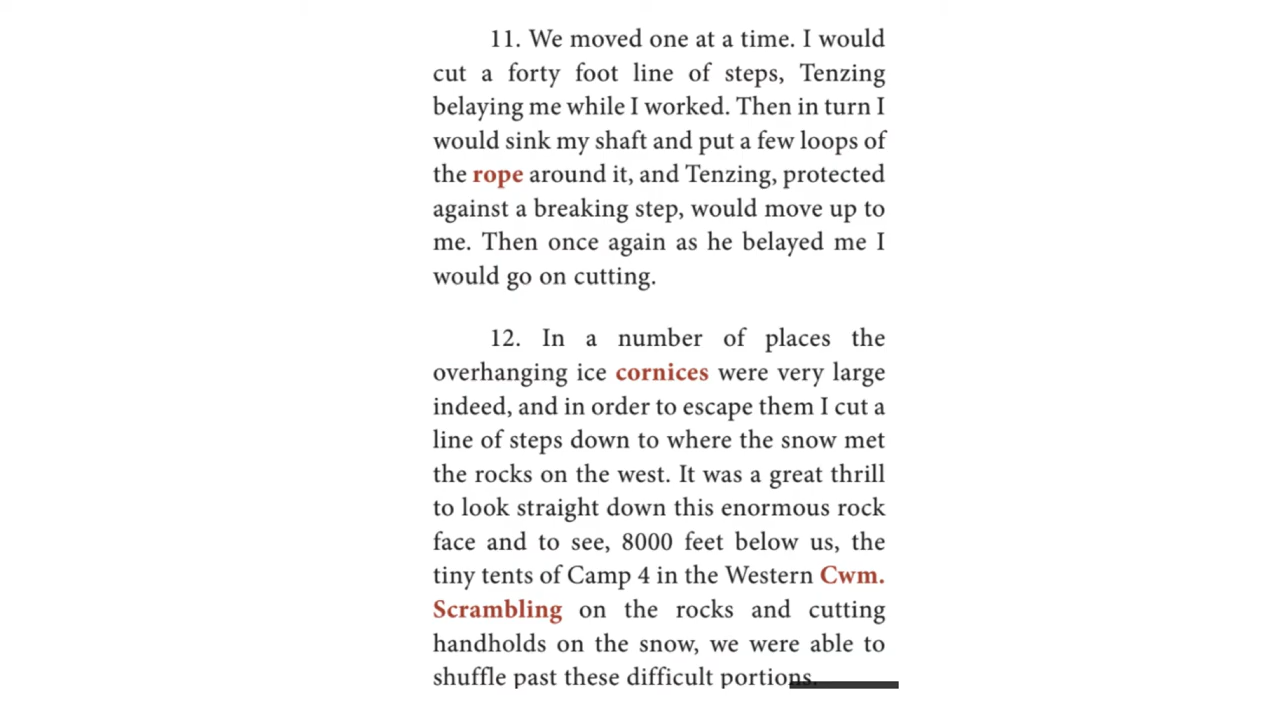 11. We moved one at a time. I would
cut a forty foot line of steps, Tenzing
belaying me while I worked. Then in turn I
would sink my shaft and put a few loops of
the rope around it, and Tenzing, protected
against a breaking step, would move up to
me. Then once again as he belayed me I
would go on cutting.
12. In a number of places the
overhanging ice cornices were very large
indeed, and in order to escape them I cut a
line of steps down to where the snow met
the rocks on the west. It was a great thrill
to look straight down this enormous rock
face and to see, 8000 feet below us, the
tiny tents of Camp 4 in the Western Cwm.
Scrambling on the rocks and cutting
handholds on the snow, we were able to
shuffle past these difficult portions.